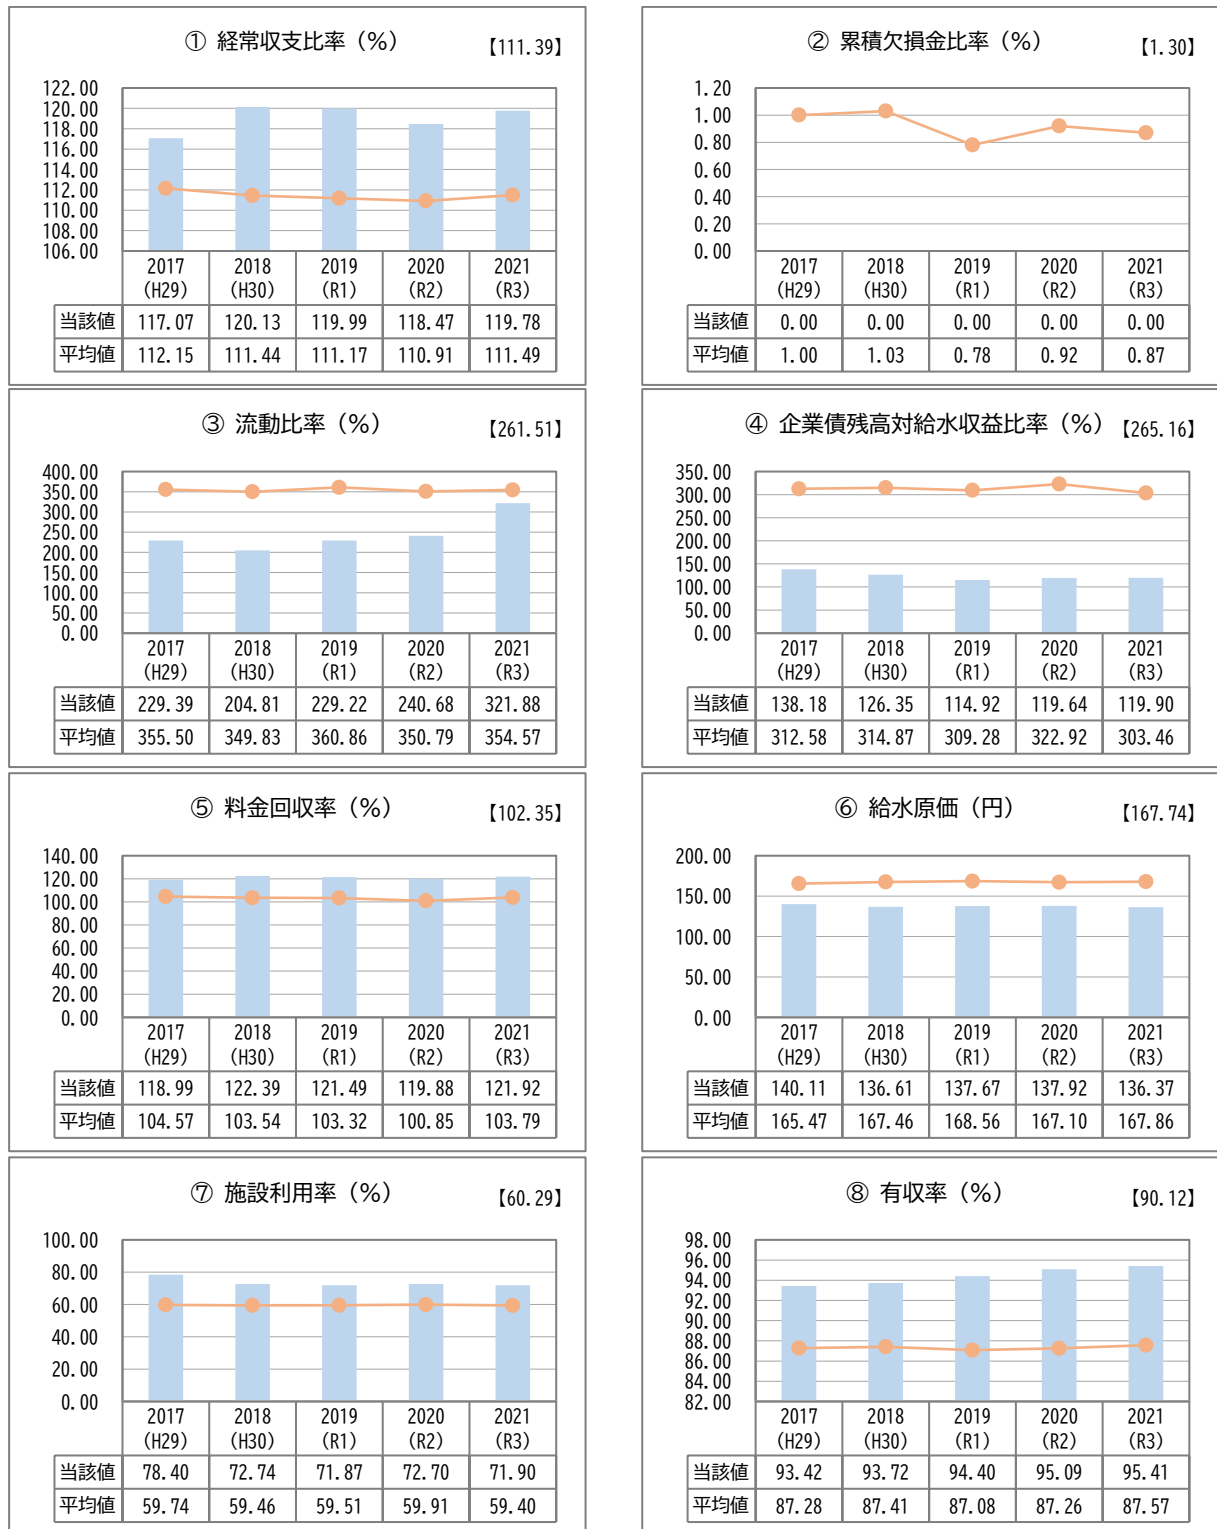 ① 経常収支比率（%） 【111.39】
122.00
120.00
118.00
116.00
114.00
112.00
110.00
108.00
106.00
2017 2018 2019 2020 2021
(H29) (H30) (R1) (R2) (R3)
当該値 117.07 120.13 119.99 118.47 119.78
平均値 112.15 111.44 111.17 110.91 111.49
② 累積欠損金比率（%） 【1.30】
1.20
1.00
0.80
0.60
0.40
0.20
0.00
2017 2018 2019 2020 2021
(H29) (H30) (R1) (R2) (R3)
当該値 0.00 0.00 0.00 0.00 0.00
平均値 1.00 1.03 0.78 0.92 0.87
③ 流動比率（%） 【261.51】
400.00
350.00
300.00
250.00
200.00
150.00
100.00
50.00
0.00
2017 2018 2019 2020 2021
(H29) (H30) (R1) (R2) (R3)
当該値 229.39 204.81 229.22 240.68 321.88
平均値 355.50 349.83 360.86 350.79 354.57
④ 企業債残高対給水収益比率（%） 【265.16】
350.00
300.00
250.00
200.00
150.00
100.00
50.00
0.00
2017 2018 2019 2020 2021
(H29) (H30) (R1) (R2) (R3)
当該値 138.18 126.35 114.92 119.64 119.90
平均値 312.58 314.87 309.28 322.92 303.46
⑤ 料金回収率（%） 【102.35】
140.00
120.00
100.00
80.00
60.00
40.00
20.00
0.00
2017 2018 2019 2020 2021
(H29) (H30) (R1) (R2) (R3)
当該値 118.99 122.39 121.49 119.88 121.92
平均値 104.57 103.54 103.32 100.85 103.79
⑥ 給水原価（円） 【167.74】
200.00
150.00
100.00
50.00
0.00
2017 2018 2019 2020 2021
(H29) (H30) (R1) (R2) (R3)
当該値 140.11 136.61 137.67 137.92 136.37
平均値 165.47 167.46 168.56 167.10 167.86
⑦ 施設利用率（%） 【60.29】
100.00
80.00
60.00
40.00
20.00
0.00
2017 2018 2019 2020 2021
(H29) (H30) (R1) (R2) (R3)
当該値 78.40 72.74 71.87 72.70 71.90
平均値 59.74 59.46 59.51 59.91 59.40
⑧ 有収率（%） 【90.12】
98.00
96.00
94.00
92.00
90.00
88.00
86.00
84.00
82.00
2017 2018 2019 2020 2021
(H29) (H30) (R1) (R2) (R3)
当該値 93.42 93.72 94.40 95.09 95.41
平均値 87.28 87.41 87.08 87.26 87.57